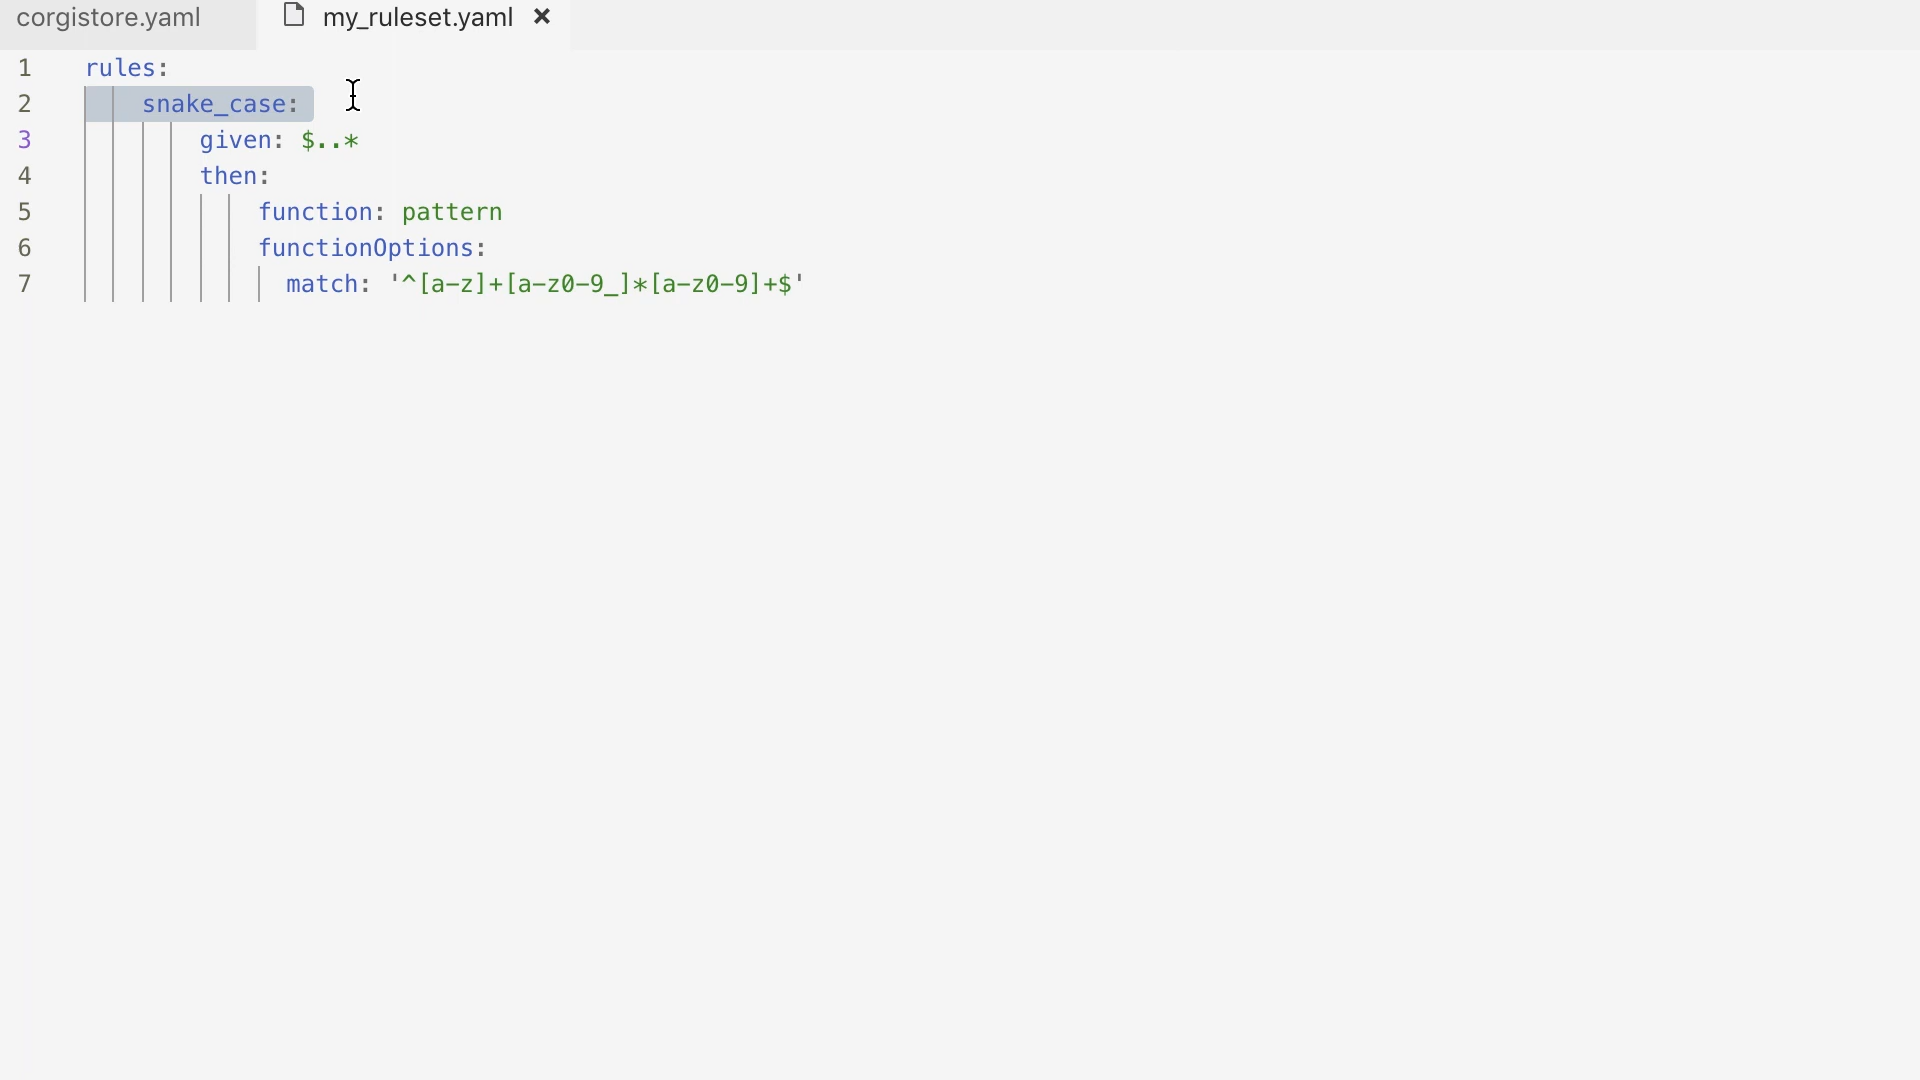 corgistore.yaml my_ruleset.yaml ×
1 rules:
2 snake_case:
3 given: $..*
4 then:
5 function: pattern
6 functionOptions:
7 match: '^[a-z]+[a-z0-9_]*[a-z0-9]+$'